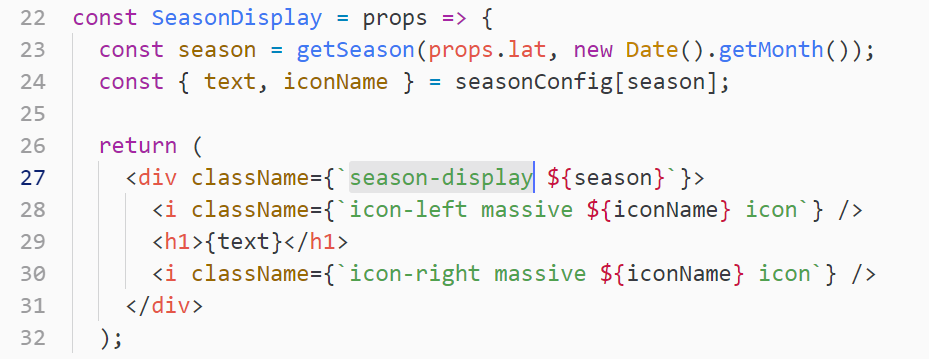 22 const SeasonDisplay = props => {
23   const season = getSeason(props.lat, new Date().getMonth());
24   const { text, iconName } = seasonConfig[season];
25
26   return (
27     <div className={`season-display ${season}`}>
28       <i className={`icon-left massive ${iconName} icon`} />
29       <h1>{text}</h1>
30       <i className={`icon-right massive ${iconName} icon`} />
31     </div>
32   );